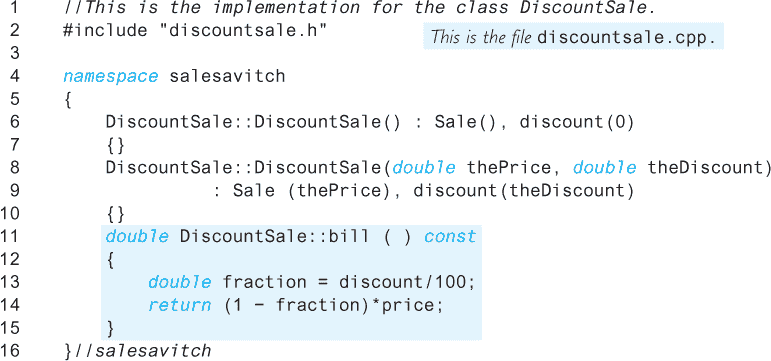 1 //This is the implementation for the class DiscountSale.
2 #include "discountsale.h"
This is the file discountsale.cpp.
3
4 namespace salesavitch
5 {
6 DiscountSale::DiscountSale() : Sale(), discount(0)
7 {}
8 DiscountSale::DiscountSale(double thePrice, double theDiscount)
9 : Sale (thePrice), discount(theDiscount)
10 {}
11 double DiscountSale::bill ( ) const
12 {
13 double fraction = discount/100;
14 return (1 − fraction)*price;
15 }
16 }//salesavitch